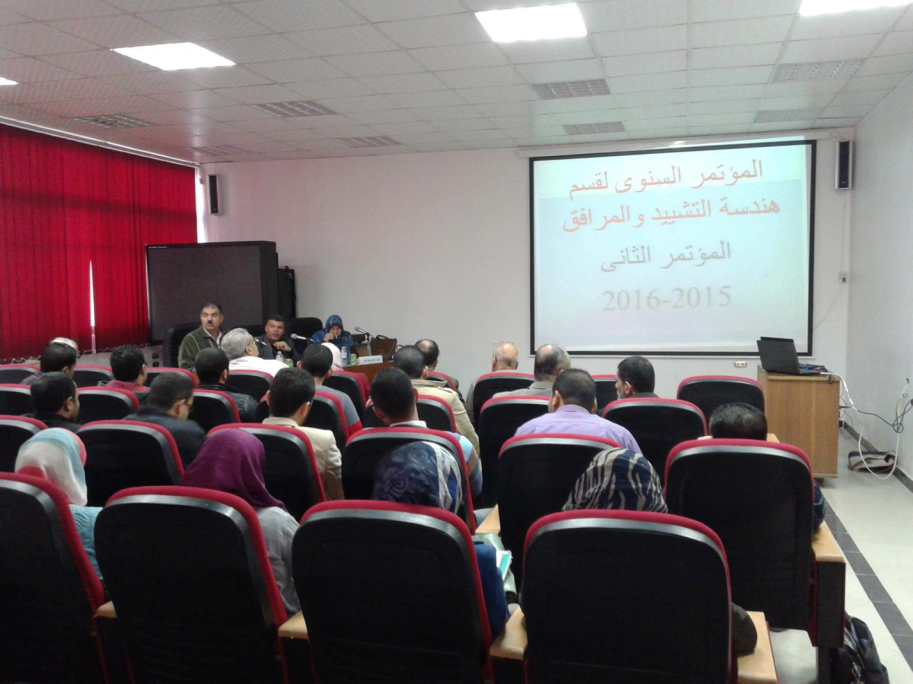 المؤتمر السنوى لقسم
هندسة التشييد والمرافق
المؤتمر الثانى
2016-2015